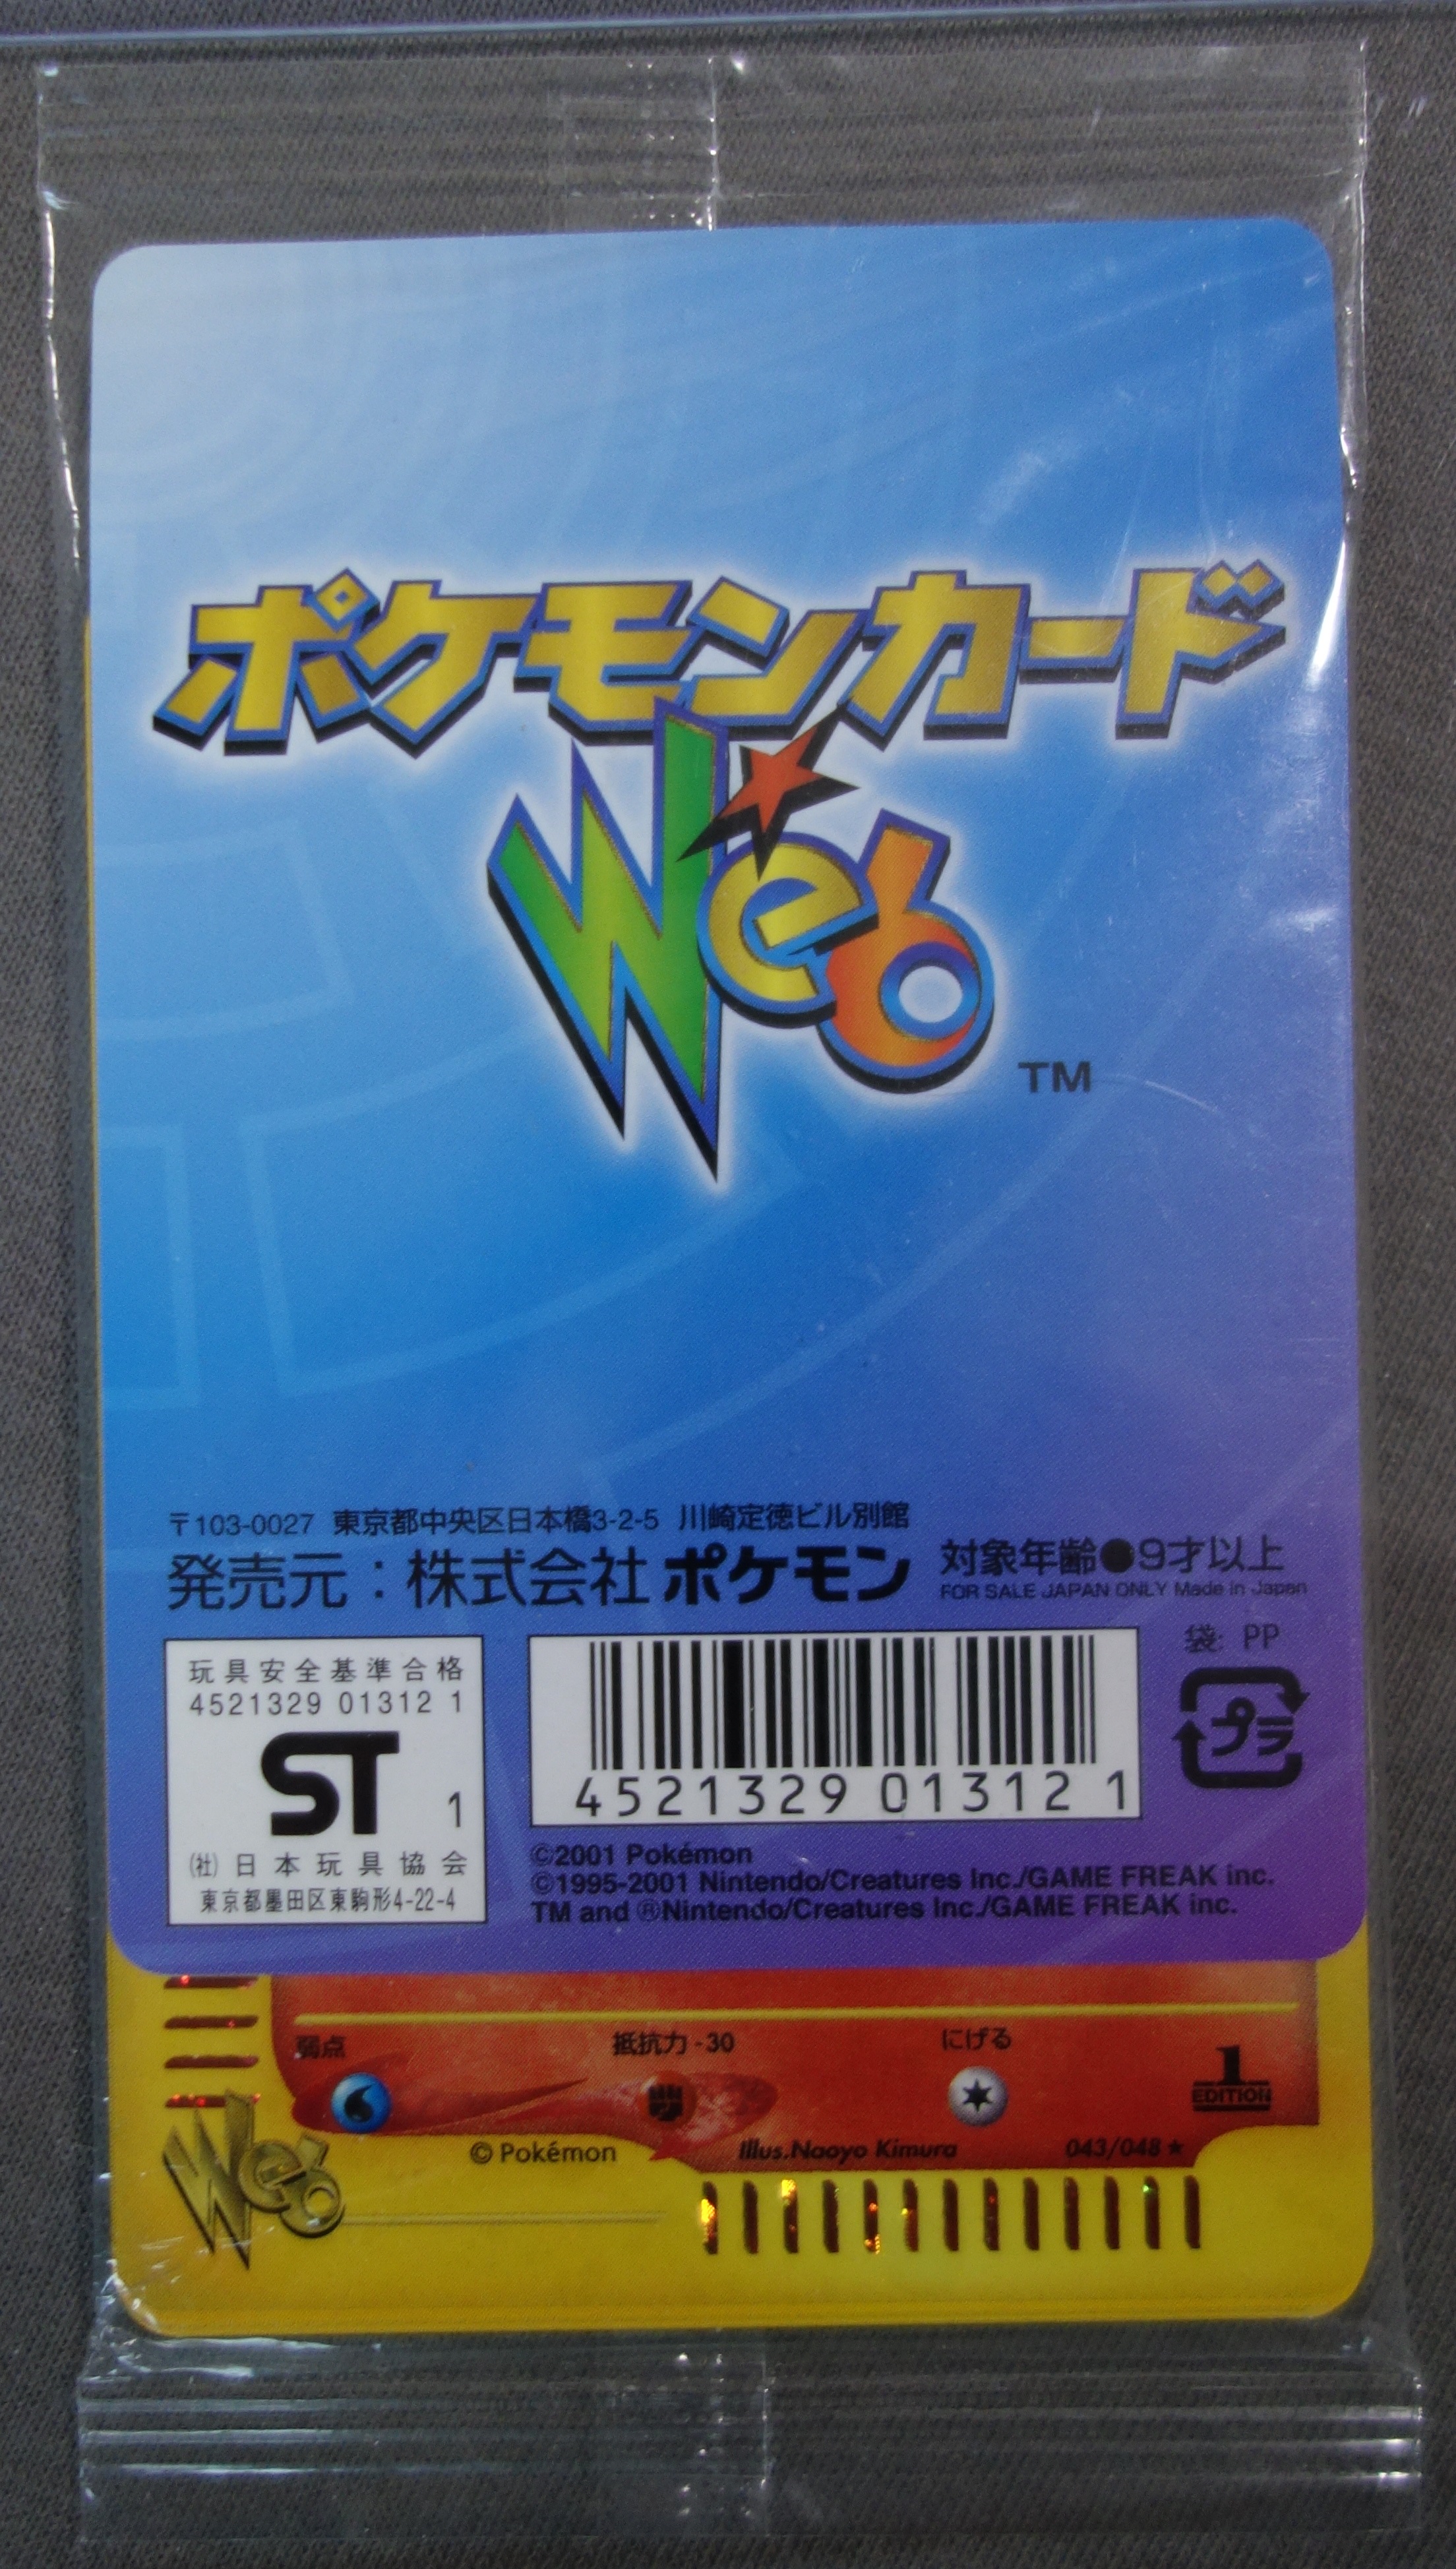 ポケモンカード
Web
TM
〒103-0027 東京都中央区日本橋3-2-5 川崎定徳ビル別館
発売元:株式会社ポケモン
対象年齢●9才以上
FOR SALE JAPAN ONLY Made in Japan
玩具安全基準合格
4521329 01312 1
ST 1
(社)日本玩具協会
東京都墨田区東駒形4-22-4
4521329 01312 1
袋: PP
プラ
©2001 Pokémon
©1995-2001 Nintendo/Creatures Inc./GAME FREAK inc.
TM and ®Nintendo/Creatures Inc./GAME FREAK inc.
弱点 抵抗力-30 にげる
1
EDITION
Web
© Pokémon Illus.Naoyo Kimura 043/048★